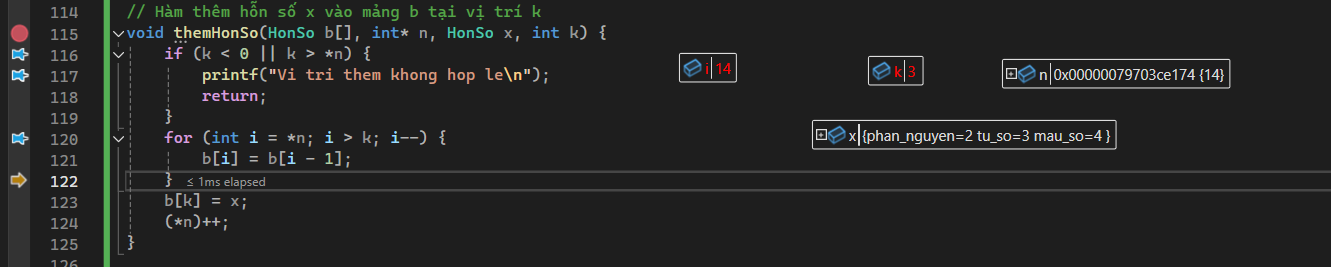 114 // Hàm thêm hỗn số x vào mảng b tại vị trí k
115 void themHonSo(HonSo b[], int* n, HonSo x, int k) {
116 if (k < 0 || k > *n) {
117 printf("Vi tri them khong hop le\n");
i 14
k 3
n 0x00000079703ce174 {14}
118 return;
119 }
120 for (int i = *n; i > k; i--) {
x {phan_nguyen=2 tu_so=3 mau_so=4 }
121 b[i] = b[i - 1];
122 } ≤ 1ms elapsed
123 b[k] = x;
124 (*n)++;
125 }
126